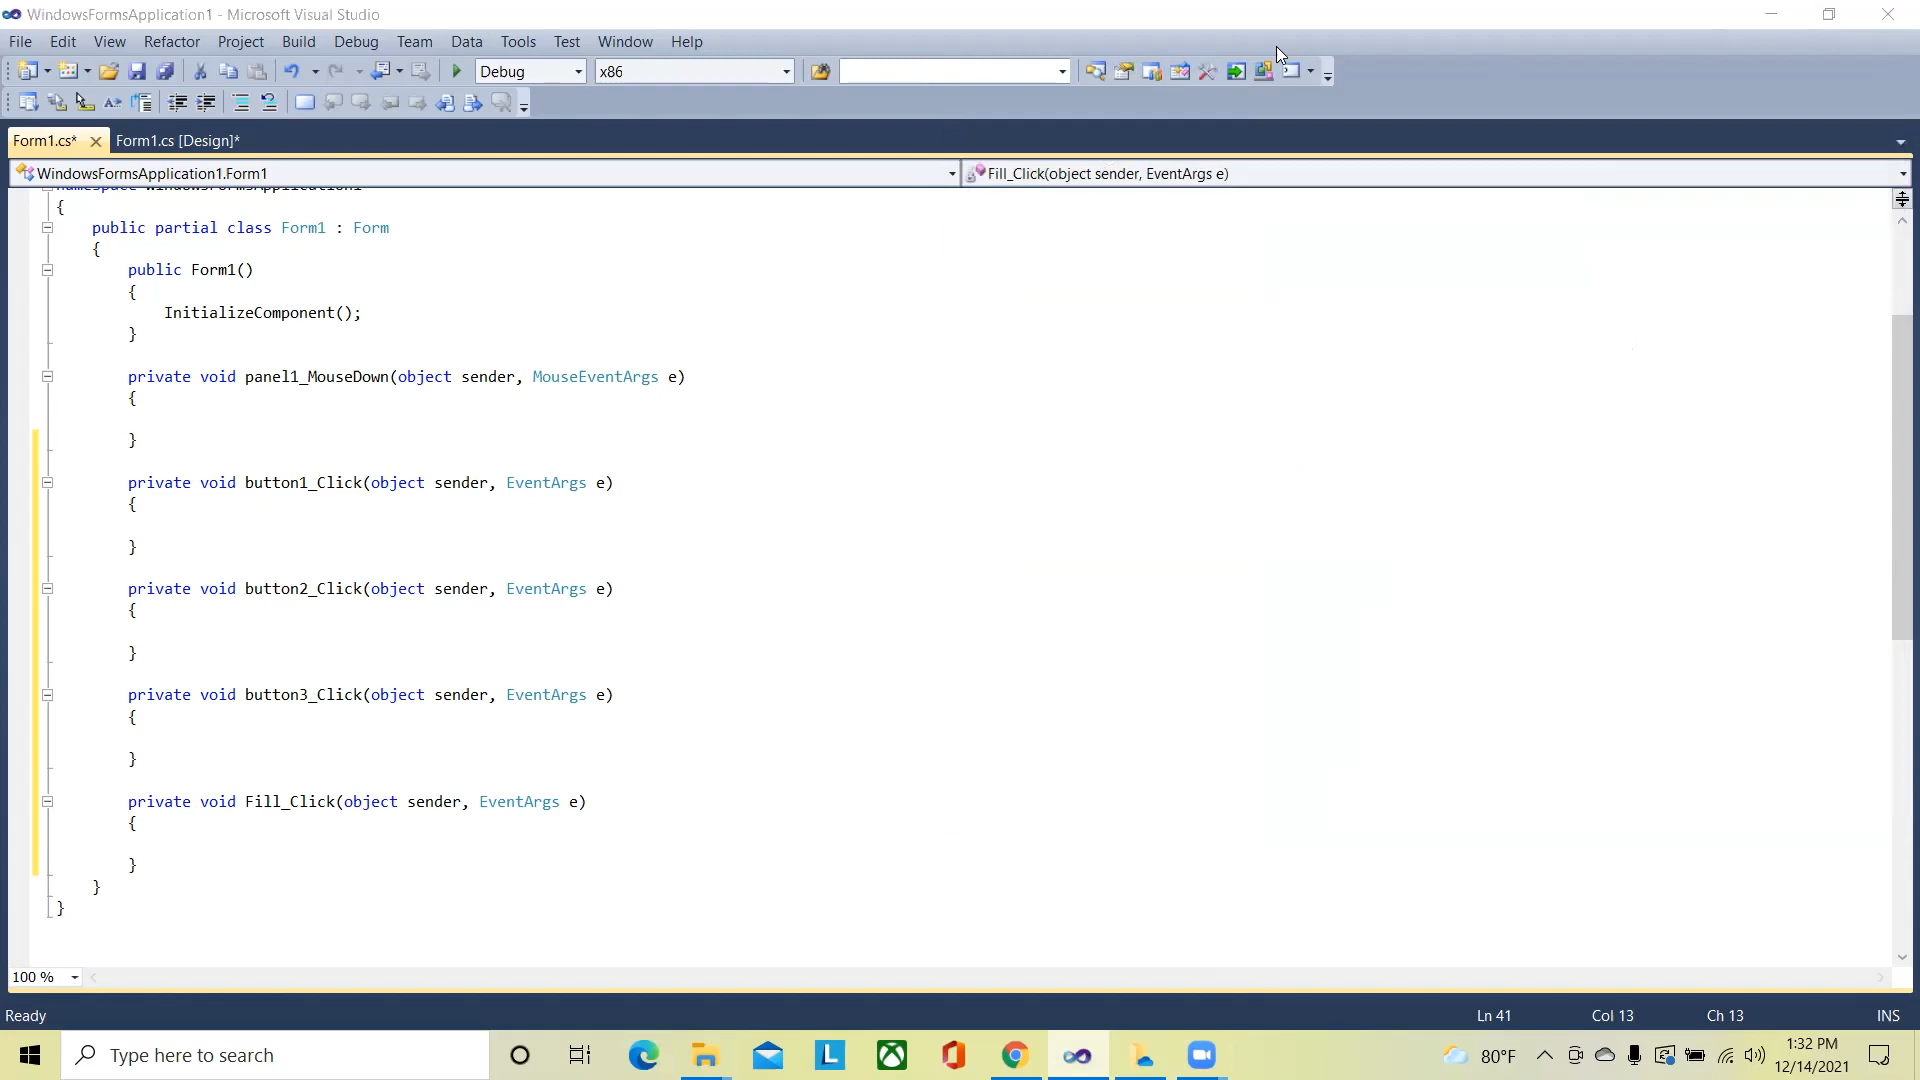 WindowsFormsApplication1 - Microsoft Visual Studio
File Edit View Refactor Project Build Debug Team Data Tools Test Window Help
Debug x86
Form1.cs* Form1.cs [Design]*
WindowsFormsApplication1.Form1 Fill_Click(object sender, EventArgs e)
namespace WindowsFormsApplication1
{
public partial class Form1 : Form
{
public Form1()
{
InitializeComponent();
}
private void panel1_MouseDown(object sender, MouseEventArgs e)
{
}
private void button1_Click(object sender, EventArgs e)
{
}
private void button2_Click(object sender, EventArgs e)
{
}
private void button3_Click(object sender, EventArgs e)
{
}
private void Fill_Click(object sender, EventArgs e)
{
}
}
}
100 %
Ready Ln 41 Col 13 Ch 13 INS
Type here to search L 80°F 1:32 PM
12/14/2021